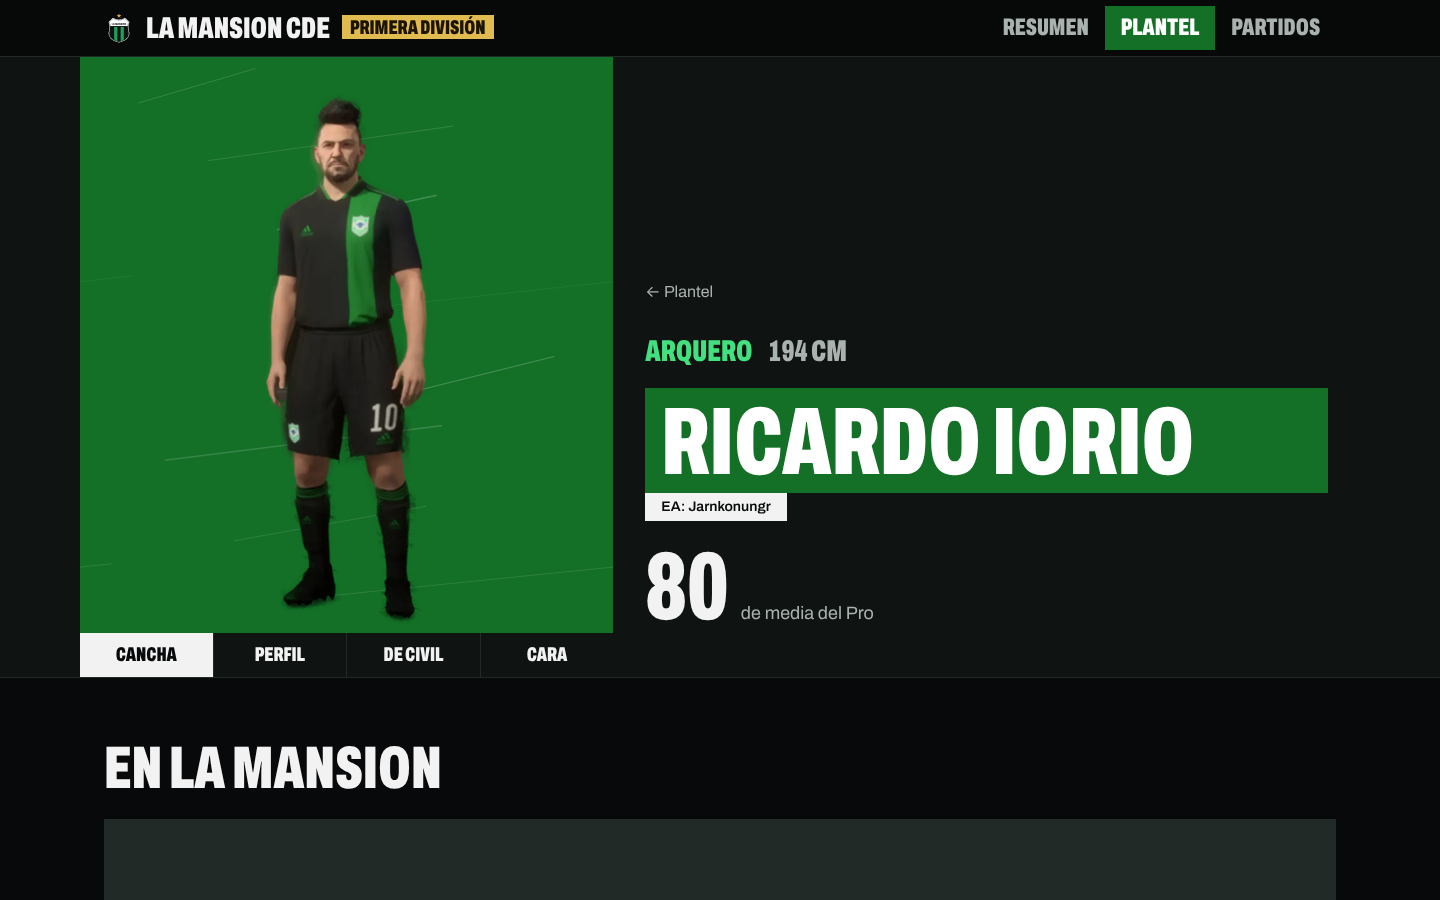 LA MANSION CDE PRIMERA DIVISIÓN
RESUMEN PLANTEL PARTIDOS
10
← Plantel
ARQUERO 194 CM
RICARDO IORIO
EA: Jarnkonungr
80 de media del Pro
CANCHA PERFIL DE CIVIL CARA
EN LA MANSION